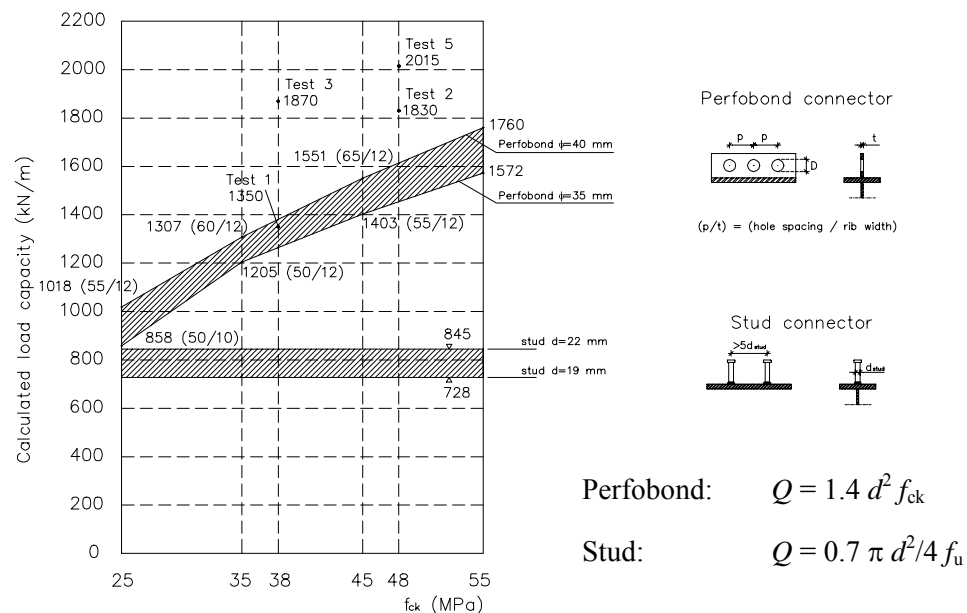 2200
2000
1800
1600
1400
1200
1000
800
600
400
200
0
Calculated load capacity (kN/m)
25
35
38
45
48
55
fck (MPa)
Test 5
2015
Test 3
1870
Test 2
1830
1760
Perfobond ϕ=40 mm
1551 (65/12)
1572
Test 1
1350
Perfobond ϕ=35 mm
1307 (60/12)
1403 (55/12)
1205 (50/12)
1018 (55/12)
858 (50/10)
845
stud d=22 mm
stud d=19 mm
728
Perfobond connector
p p t
D
(p/t) = (hole spacing / rib width)
Stud connector
>5dstud
dstud
Perfobond: Q = 1.4 d² fck
Stud: Q = 0.7 π d²/4 fu